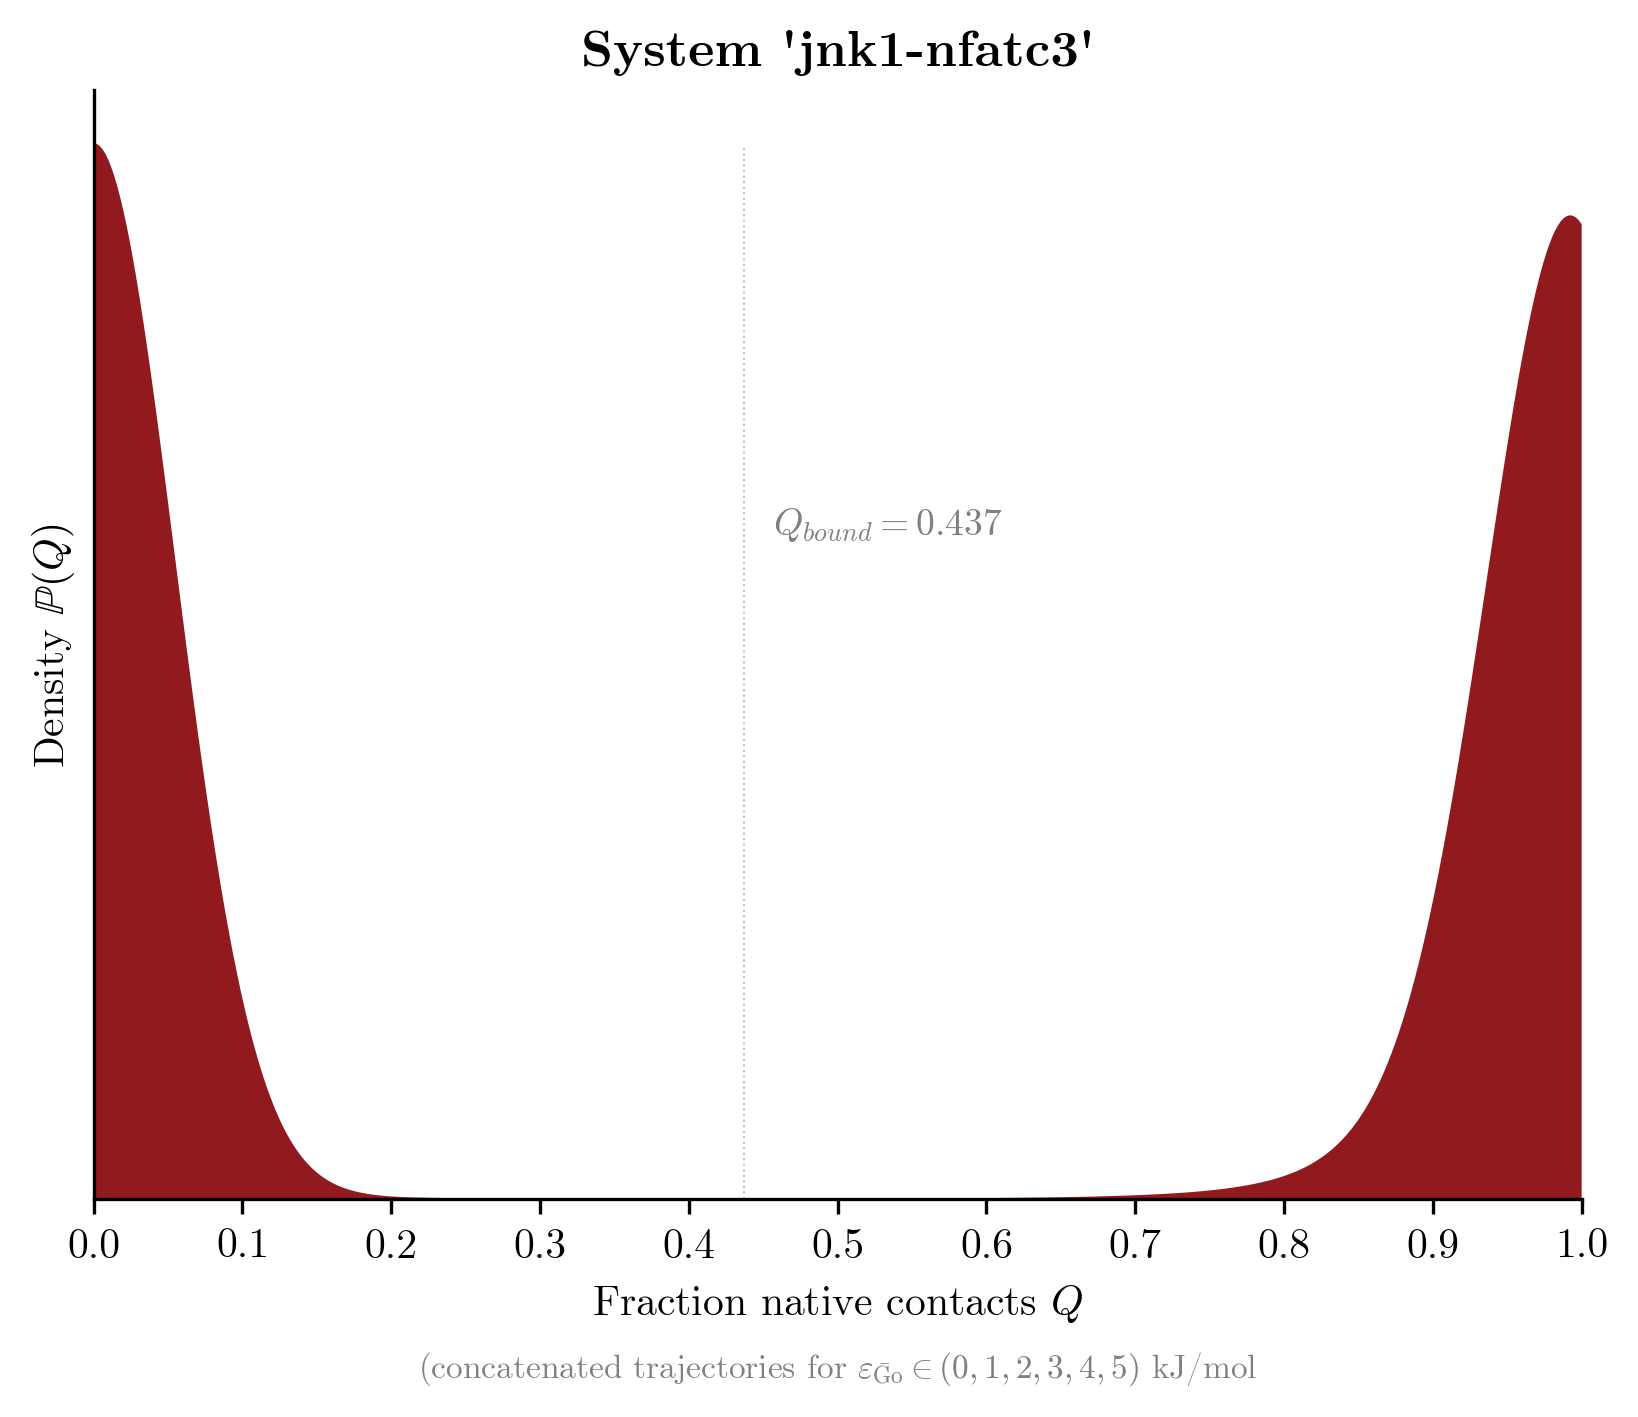 System 'jnk1-nfatc3'
Density ℙ(Q)
Q_bound = 0.437
0.0 0.1 0.2 0.3 0.4 0.5 0.6 0.7 0.8 0.9 1.0
Fraction native contacts Q
(concatenated trajectories for ε_Ḡo ∈ (0, 1, 2, 3, 4, 5) kJ/mol